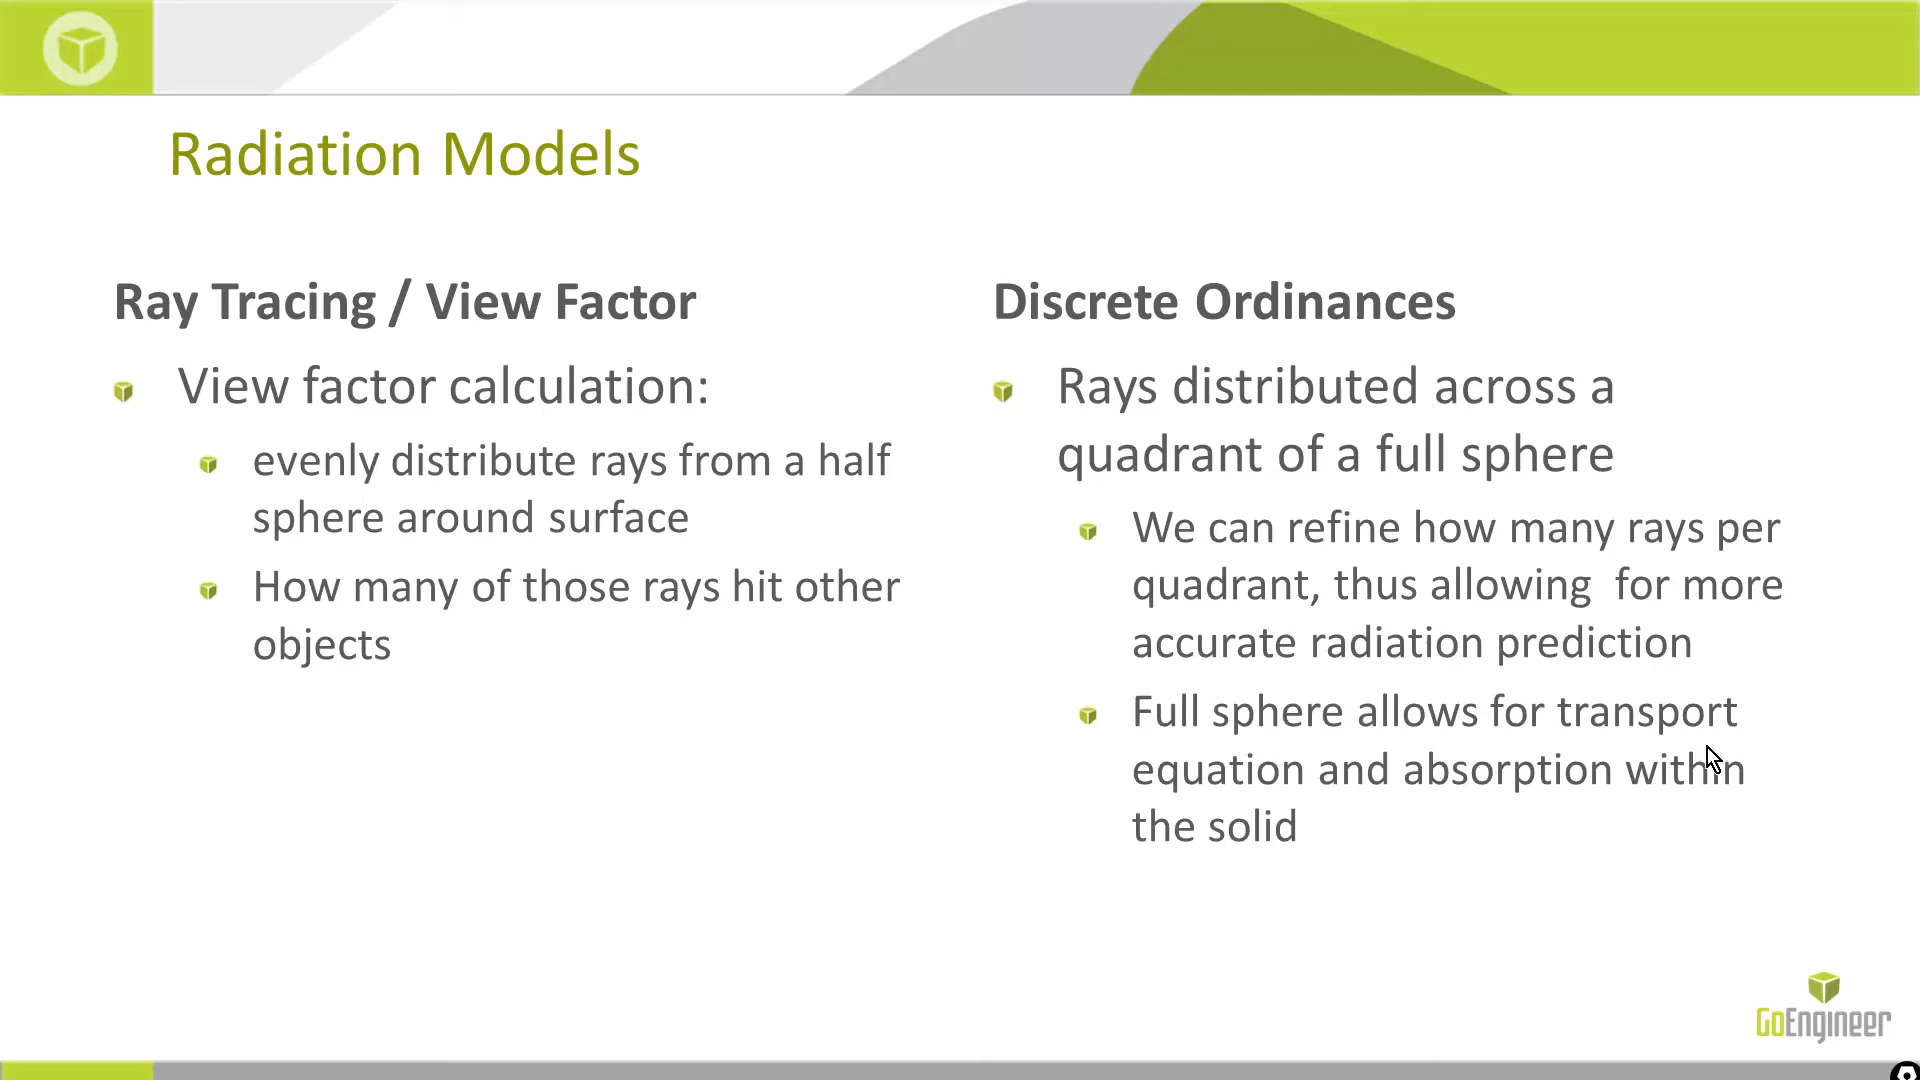 Radiation Models
Ray Tracing / View Factor
View factor calculation:
evenly distribute rays from a half
sphere around surface
How many of those rays hit other
objects
Discrete Ordinances
Rays distributed across a
quadrant of a full sphere
We can refine how many rays per
quadrant, thus allowing  for more
accurate radiation prediction
Full sphere allows for transport
equation and absorption within
the solid
GoEngineer